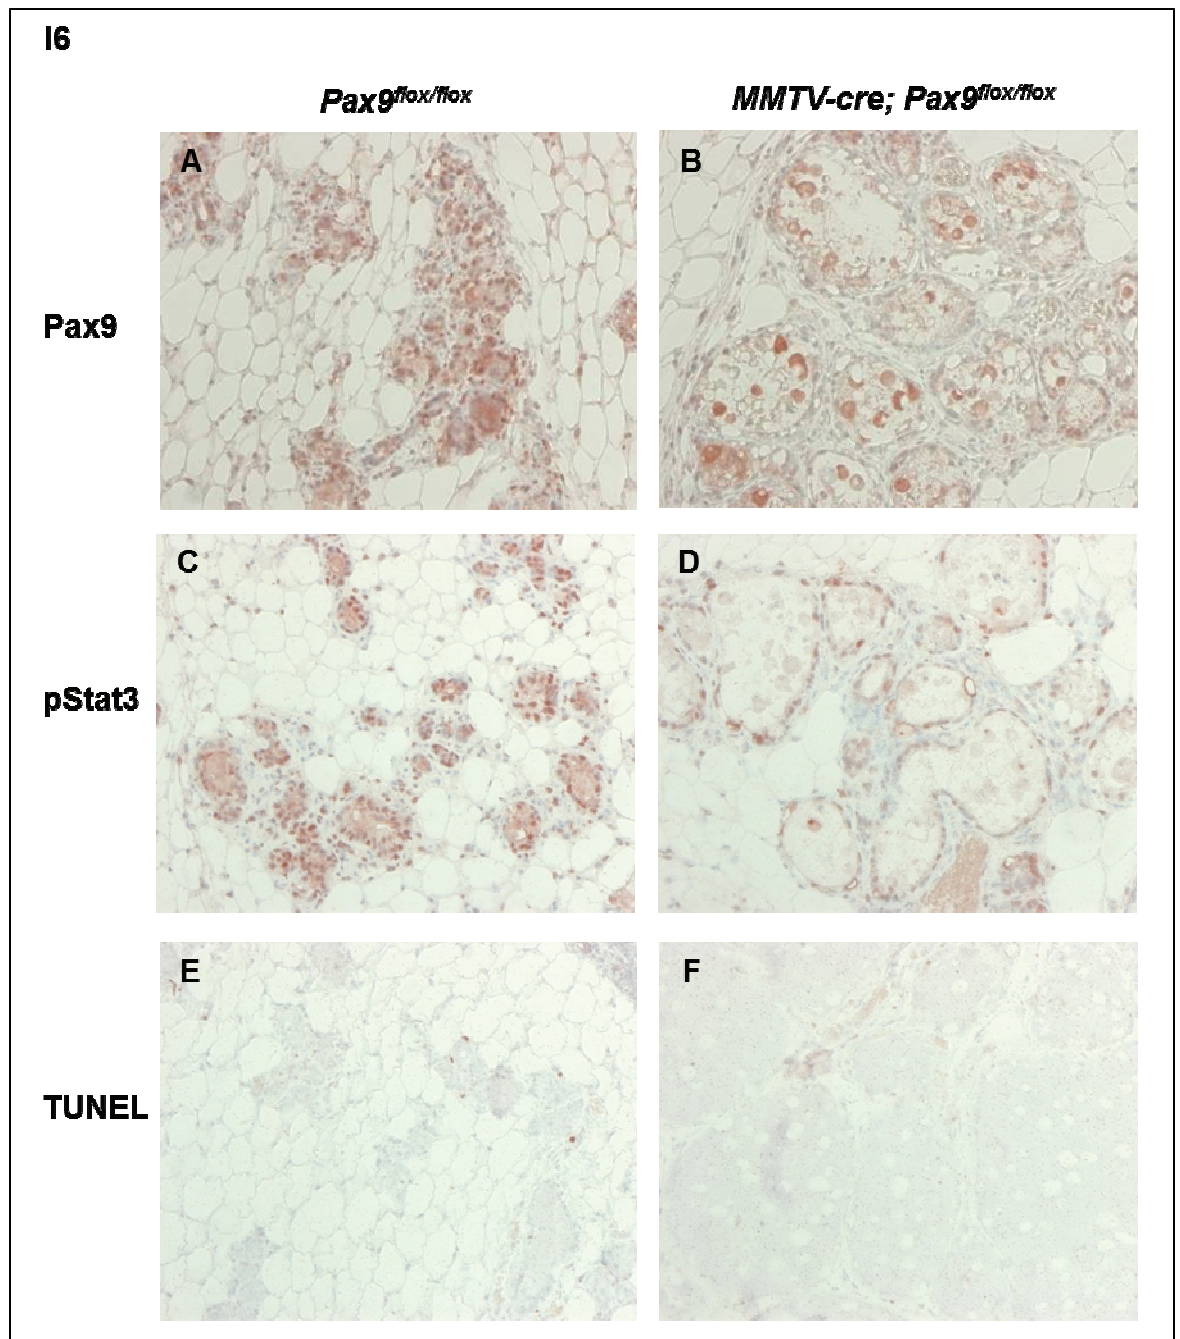 I6
Pax9flox/flox
MMTV-cre; Pax9flox/flox
Pax9
A
B
pStat3
C
D
TUNEL
E
F